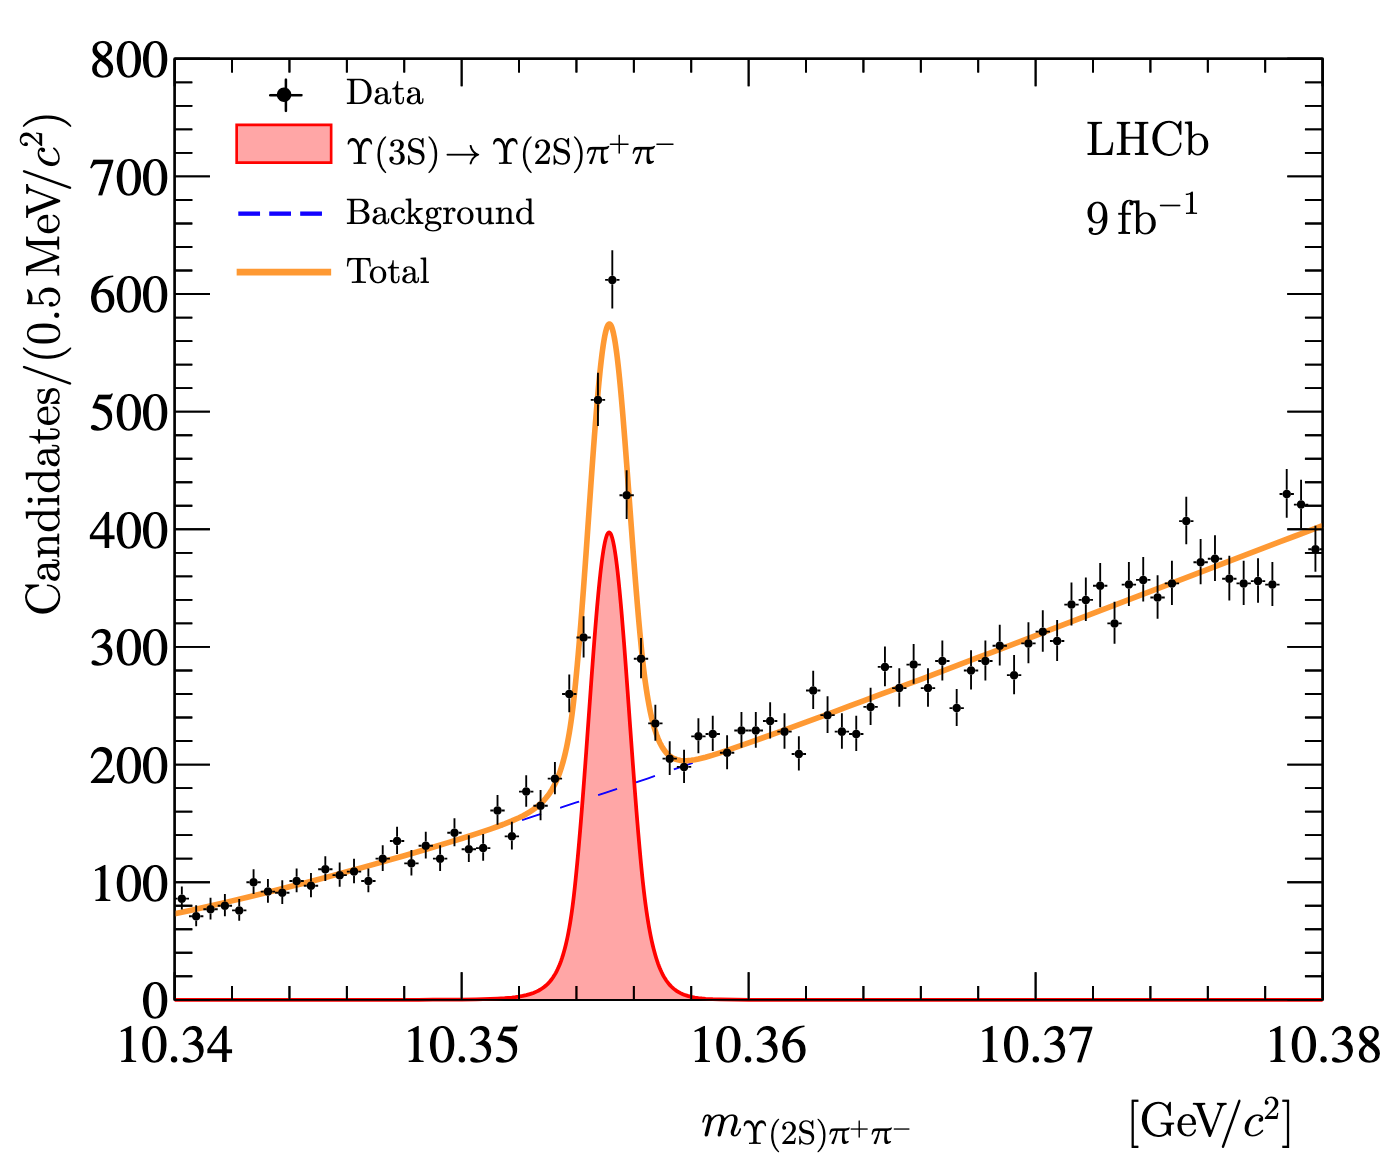 Candidates/(0.5 MeV/c²)
800
700
600
500
400
300
200
100
0
Data
ϒ(3S)→ ϒ(2S)π⁺π⁻
Background
Total
LHCb
9 fb⁻¹
10.34 10.35 10.36 10.37 10.38
m_ϒ(2S)π⁺π⁻ [GeV/c²]